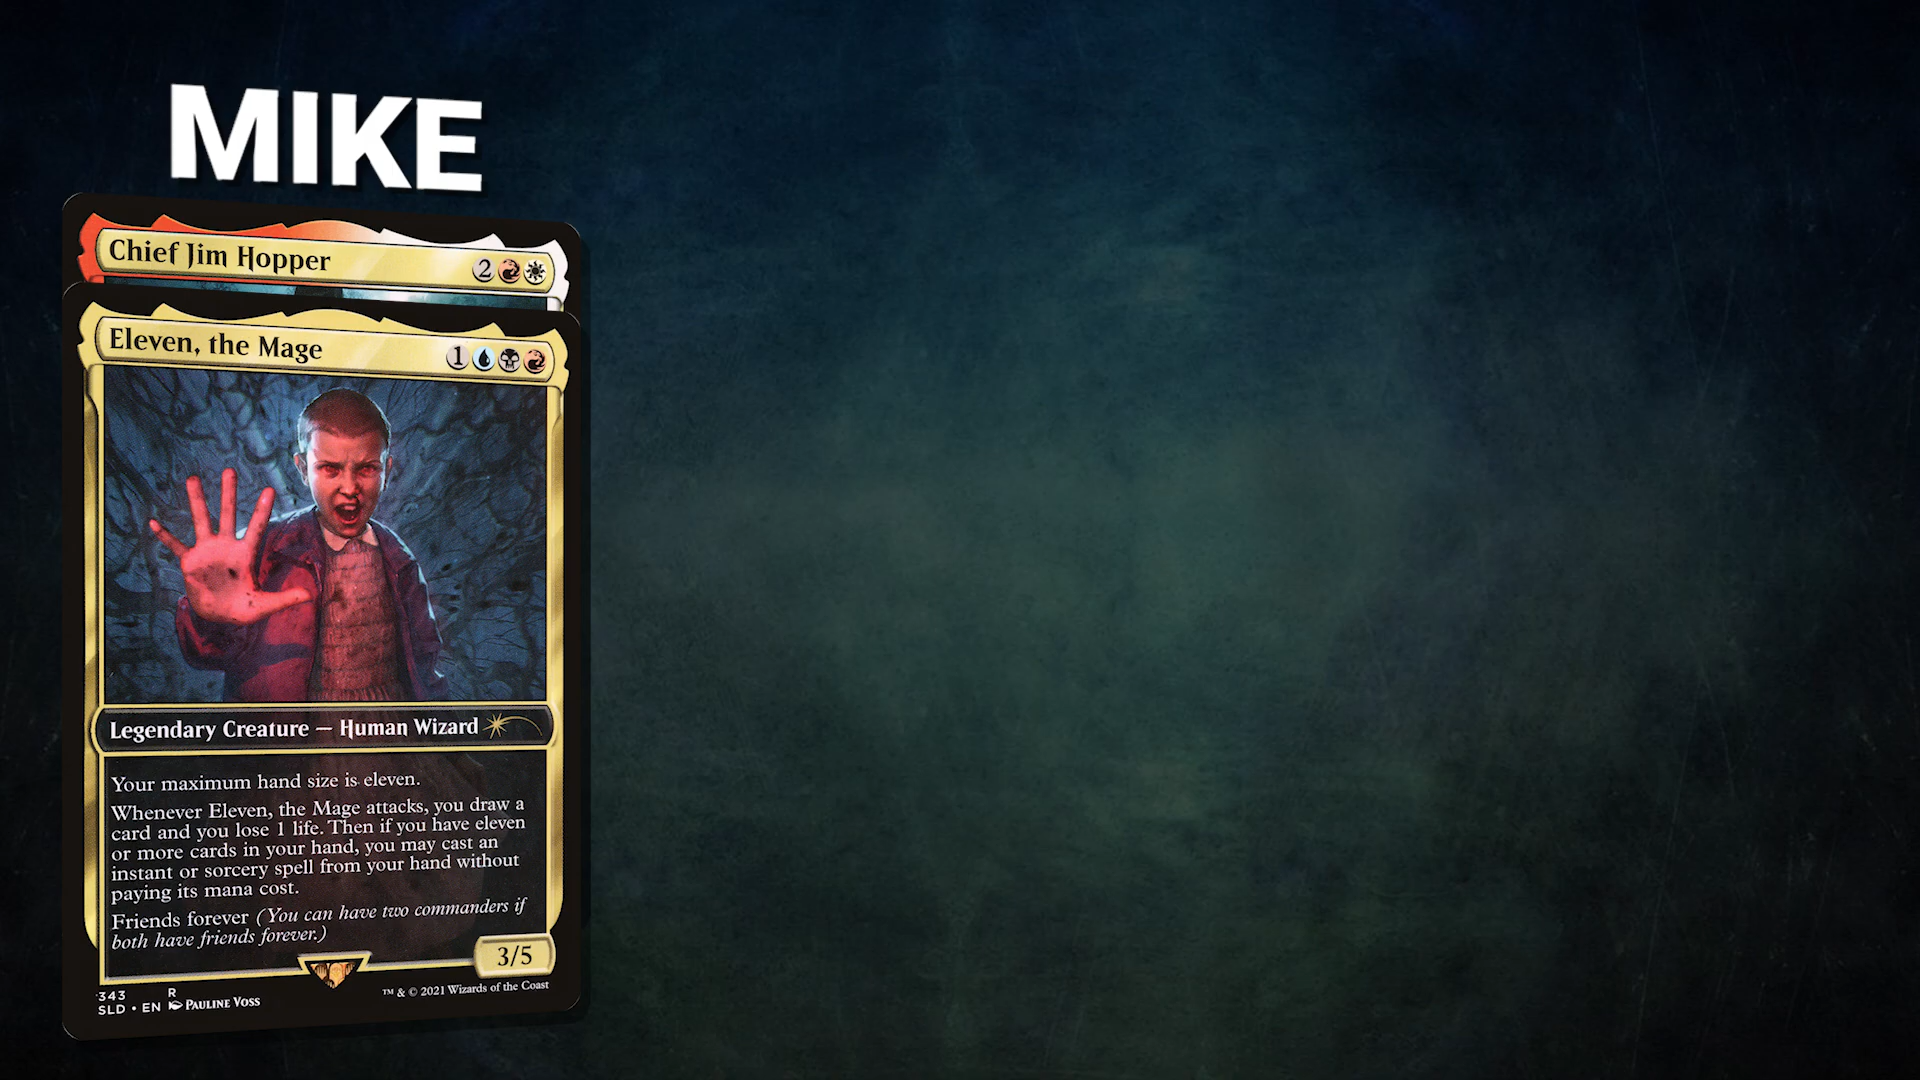 MIKE
Chief Jim Hopper
2
Eleven, the Mage
1
Legendary Creature — Human Wizard
Your maximum hand size is eleven.
Whenever Eleven, the Mage attacks, you draw a
card and you lose 1 life. Then if you have eleven
or more cards in your hand, you may cast an
instant or sorcery spell from your hand without
paying its mana cost.
Friends forever (You can have two commanders if
both have friends forever.)
3/5
343 R
SLD • EN PAULINE VOSS
™ & © 2021 Wizards of the Coast